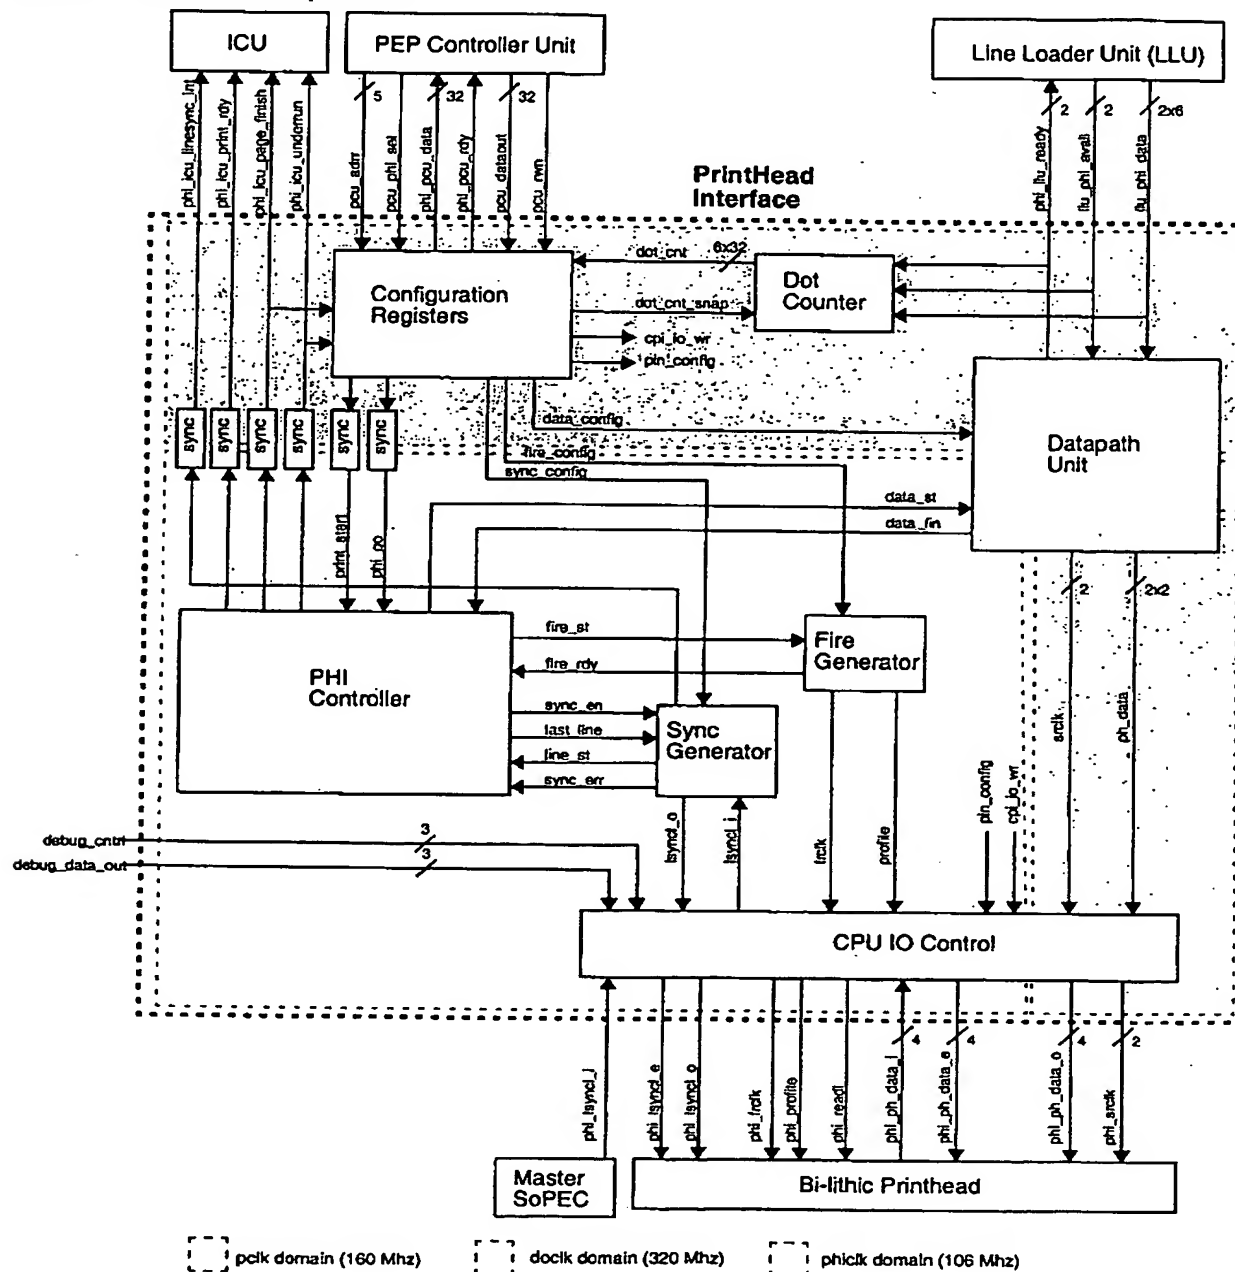 ICU
PEP Controller Unit
Line Loader Unit (LLU)
phi_icu_linesync_int
phi_icu_print_rdy
phi_icu_page_finish
phi_icu_underrun
5
32
32
pcu_adrr
pcu_phi_sel
phi_pcu_data
phi_pcu_rdy
pcu_dataout
pcu_rwn
2
2
2x6
phi_llu_ready
llu_phi_avail
llu_phi_data
PrintHead
Interface
Configuration
Registers
dot_cnt
6x32
dot_cnt_snap
cpi_io_wr
pin_config
Dot
Counter
sync
sync
sync
sync
sync
sync
data_config
fire_config
sync_config
Datapath
Unit
data_st
data_fin
print_start
phi_go
2
2x2
PHI
Controller
fire_st
fire_rdy
Fire
Generator
sync_en
last_line
line_st
sync_err
Sync
Generator
srclk
ph_data
lsyncl_o
lsyncl_i
frclk
profile
pin_config
cpi_io_wr
debug_cntrl
3
debug_data_out
3
CPU IO Control
phi_lsyncl_i
phi_lsyncl_e
phi_lsyncl_o
phi_frclk
phi_profile
phi_readl
phi_ph_data_i
4
phi_ph_data_e
4
phi_ph_data_o
4
phi_srclk
2
Master
SoPEC
Bi-lithic Printhead
pclk domain (160 Mhz)
doclk domain (320 Mhz)
phiclk domain (106 Mhz)